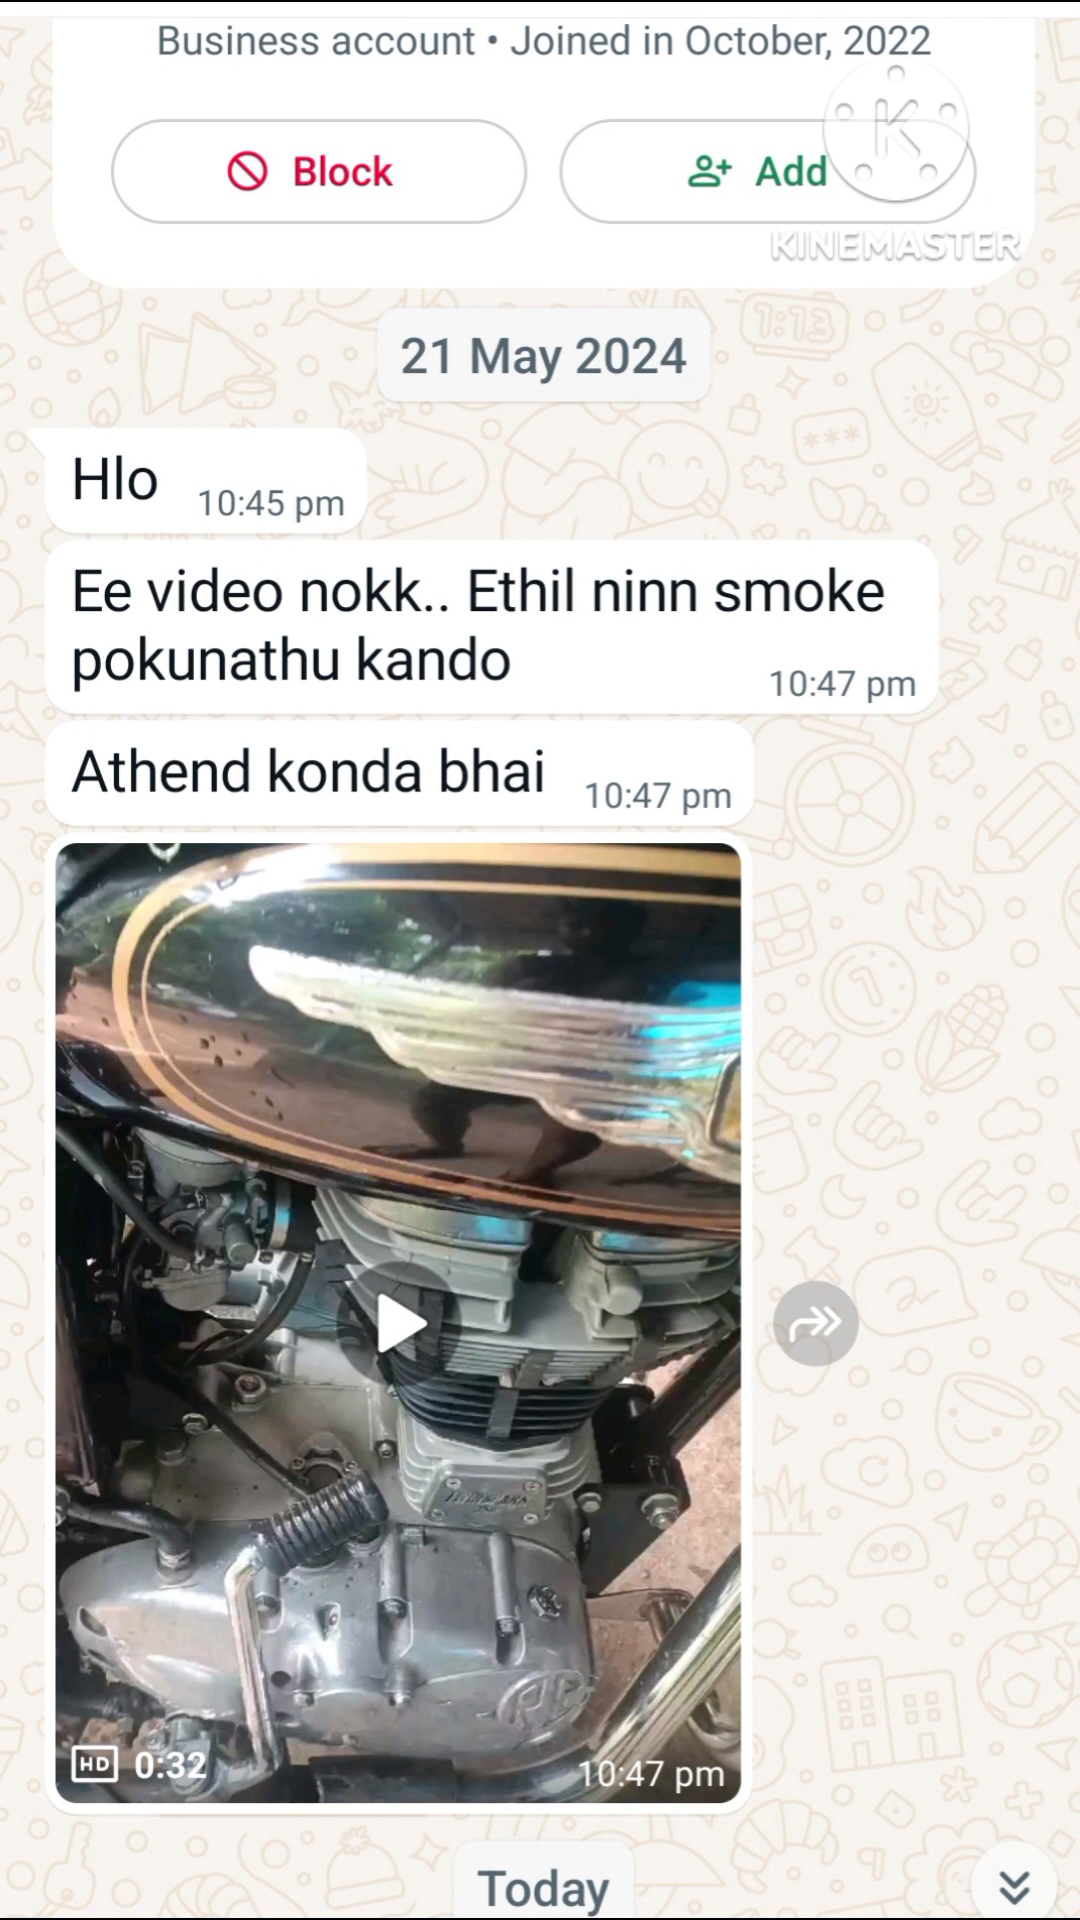 Business account • Joined in October, 2022
Block
Add
KINEMASTER
21 May 2024
Hlo 10:45 pm
Ee video nokk.. Ethil ninn smoke
pokunathu kando 10:47 pm
Athend konda bhai 10:47 pm
HD 0:32 10:47 pm
Today